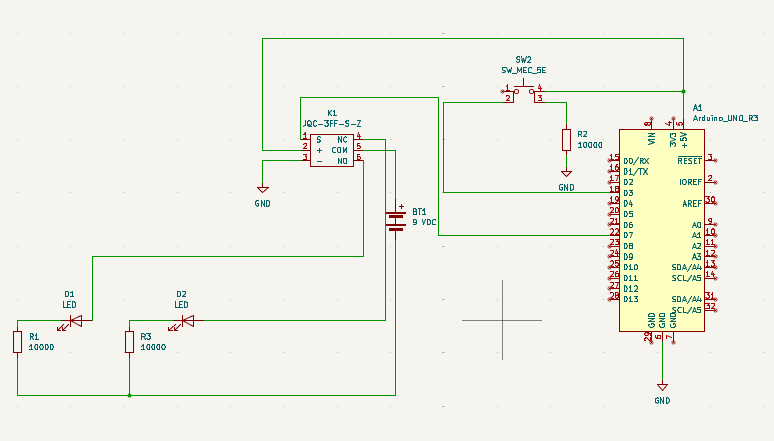 SW2
SW_MEC_5E
1
4
2
3
K1
JQC-3FF-S-Z
1 S NC 4
2 + COM 5
3 - NO 6
GND
R2
10000
GND
BT1
9 VDC
+
D1
LED
D2
LED
R1
10000
R3
10000
A1
Arduino_UNO_R3
8 4 5
VIN 3V3 +5V
15 D0/RX RESET 3
16 D1/TX
17 D2 IOREF 2
18 D3
19 D4 AREF 30
20 D5
21 D6 A0 9
22 D7 A1 10
23 D8 A2 11
24 D9 A3 12
25 D10 SDA/A4 13
26 D11 SCL/A5 14
27 D12
28 D13 SDA/A4 31
SCL/A5 32
GND GND GND
29 6 7
GND